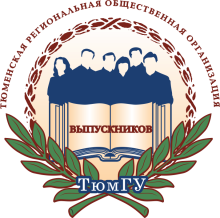 ТЮМЕНСКАЯ РЕГИОНАЛЬНАЯ ОБЩЕСТВЕННАЯ ОРГАНИЗАЦИЯ
ВЫПУСКНИКОВ
ТюмГУ